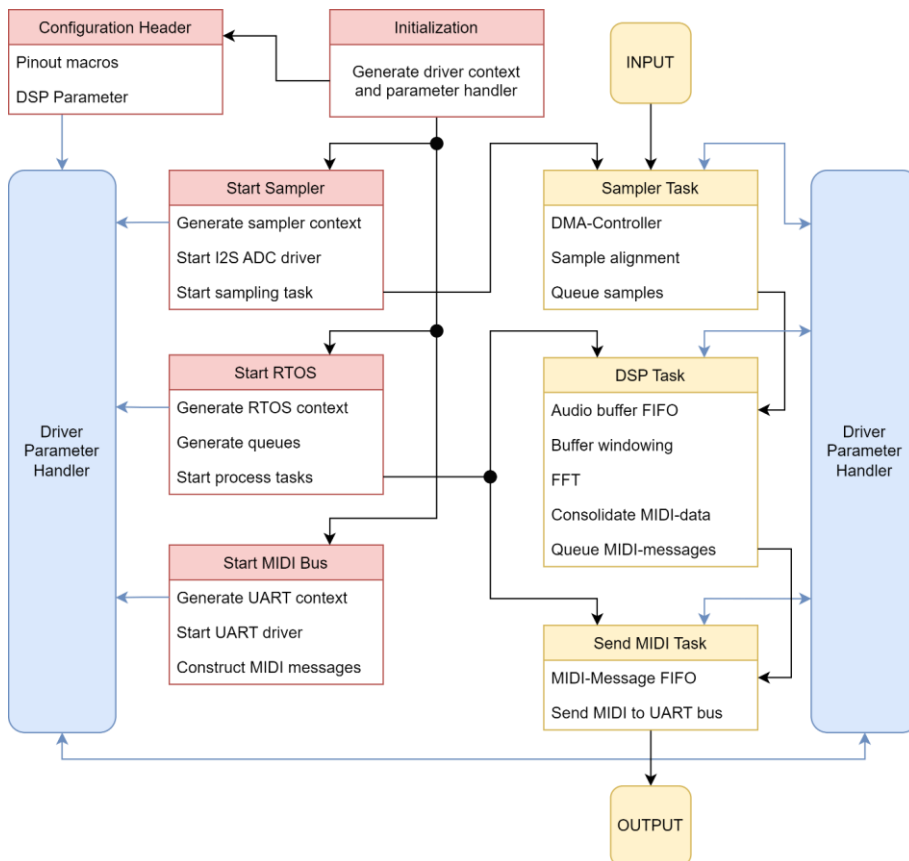 Configuration Header
Pinout macros
DSP Parameter
Initialization
Generate driver context
and parameter handler
INPUT
Driver
Parameter
Handler
Start Sampler
Generate sampler context
Start I2S ADC driver
Start sampling task
Sampler Task
DMA-Controller
Sample alignment
Queue samples
Start RTOS
Generate RTOS context
Generate queues
Start process tasks
DSP Task
Audio buffer FIFO
Buffer windowing
FFT
Consolidate MIDI-data
Queue MIDI-messages
Driver
Parameter
Handler
Start MIDI Bus
Generate UART context
Start UART driver
Construct MIDI messages
Send MIDI Task
MIDI-Message FIFO
Send MIDI to UART bus
OUTPUT